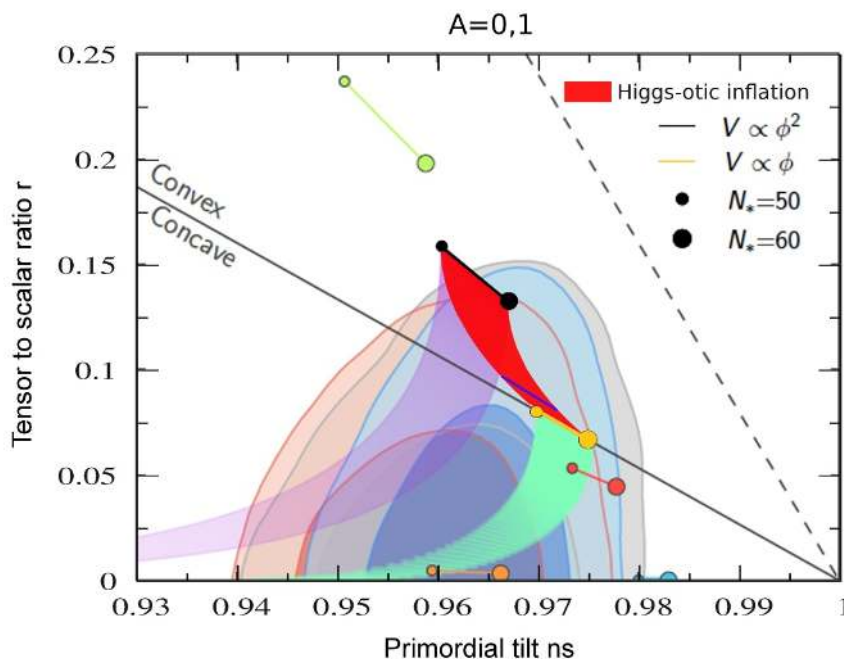 A=0,1
0.25
0.2
0.15
0.1
0.05
0
Tensor to scalar ratio r
Convex
Concave
Higgs-otic inflation
V ∝ ϕ²
V ∝ ϕ
N*=50
N*=60
0.93 0.94 0.95 0.96 0.97 0.98 0.99 1
Primordial tilt ns